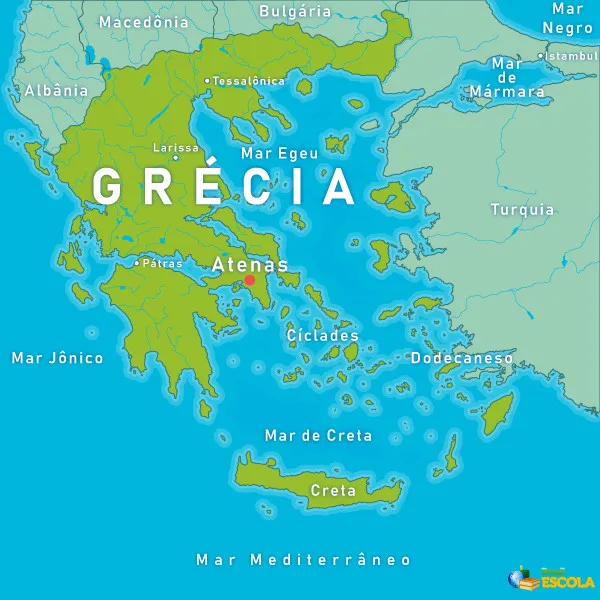 Bulgária
Mar
Negro
Macedônia
Istambul
Mar
de
Mármara
Tessalônica
Albânia
Larissa
Mar Egeu
GRÉCIA
Turquia
Pátras
Atenas
Cíclades
Mar Jônico
Dodecaneso
Mar de Creta
Creta
Mar Mediterrâneo
ESCOLA